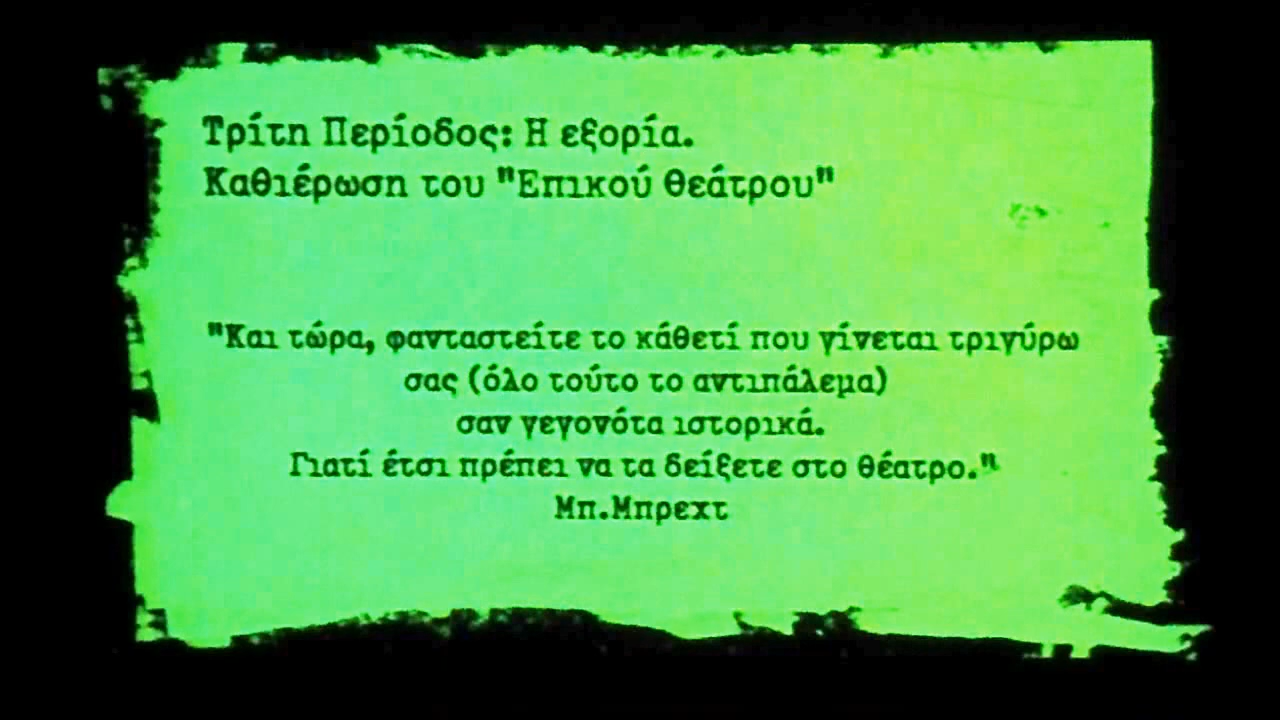 Τρίτη Περίοδος: Η εξορία.
Καθιέρωση του "Επικού θεάτρου"
"Και τώρα, φανταστείτε το κάθετί που γίνεται τριγύρω
σας (όλο τούτο το αντιπάλεμα)
σαν γεγονότα ιστορικά.
Γιατί έτσι πρέπει να τα δείξετε στο θέατρο."
Μπ.Μπρεχτ